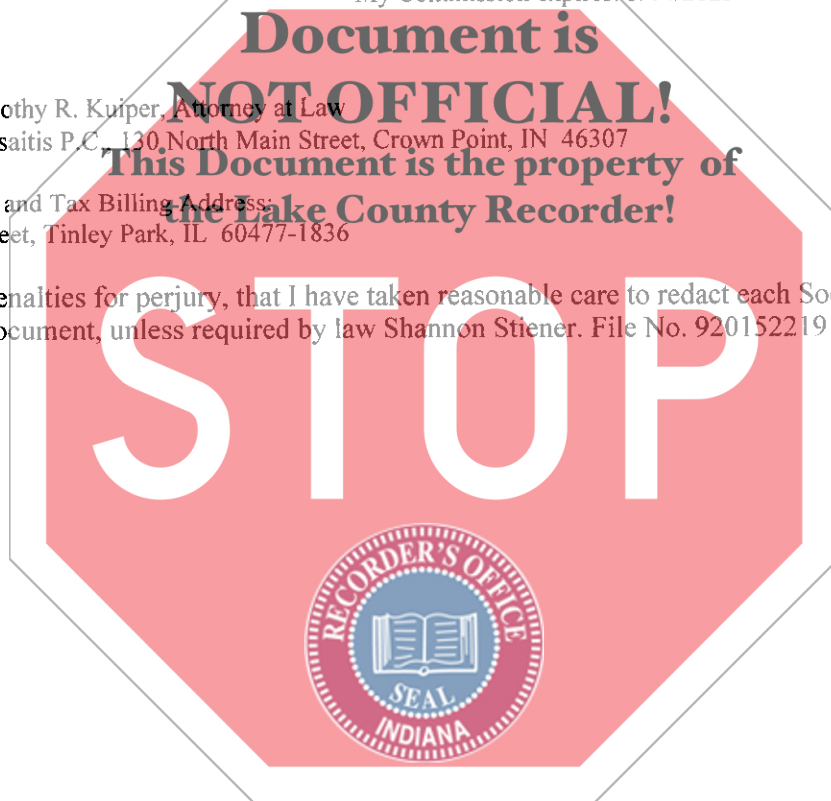 My Commission
Document is
NOT OFFICIAL!
othy R. Kuiper, Attorney at Law
saitis P.C., 130 North Main Street, Crown Point, IN 46307
This Document is the property of
and Tax Billing Address:
the Lake County Recorder!
eet, Tinley Park, IL 60477-1836
enalties for perjury, that I have taken reasonable care to redact each So
ocument, unless required by law Shannon Stiener. File No. 920152219
STOP
RECORDER'S OFFICE
SEAL
INDIANA